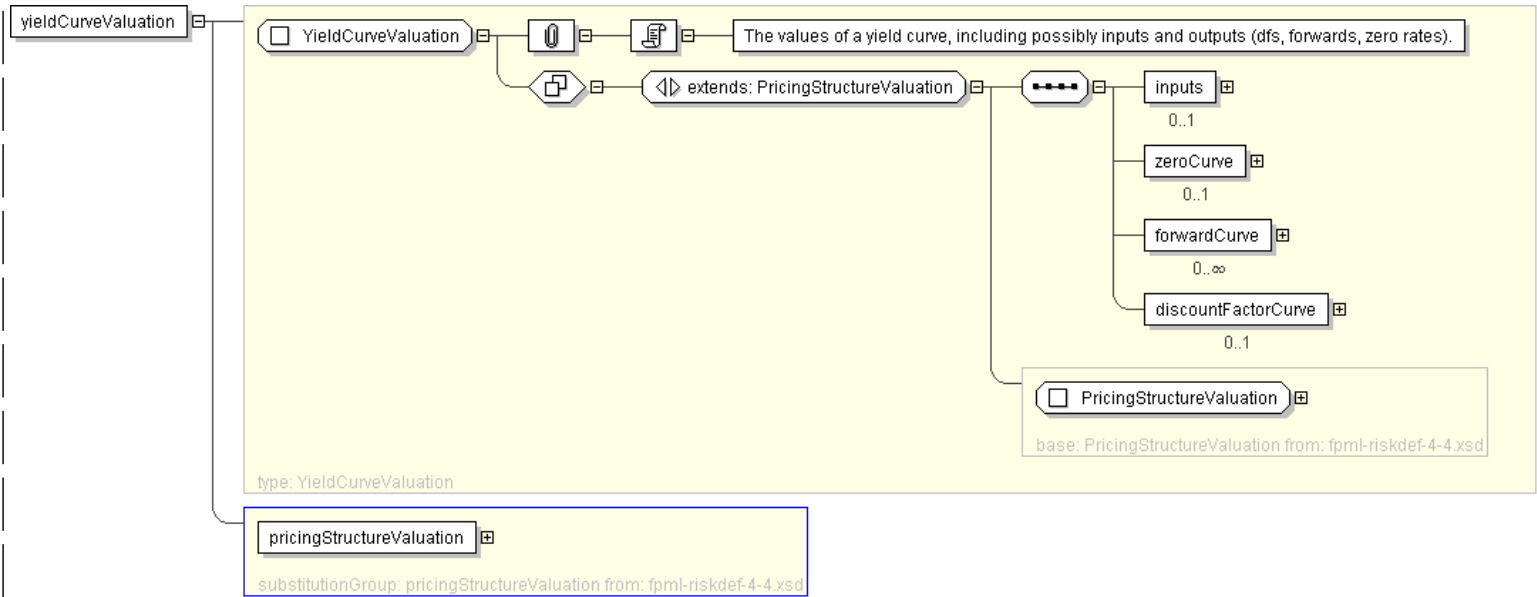 yieldCurveValuation
YieldCurveValuation
The values of a yield curve, including possibly inputs and outputs (dfs, forwards, zero rates).
extends: PricingStructureValuation
inputs
0..1
zeroCurve
0..1
forwardCurve
0..∞
discountFactorCurve
0..1
PricingStructureValuation
base: PricingStructureValuation from: fpml-riskdef-4-4.xsd
type: YieldCurveValuation
pricingStructureValuation
substitutionGroup: pricingStructureValuation from: fpml-riskdef-4-4.xsd